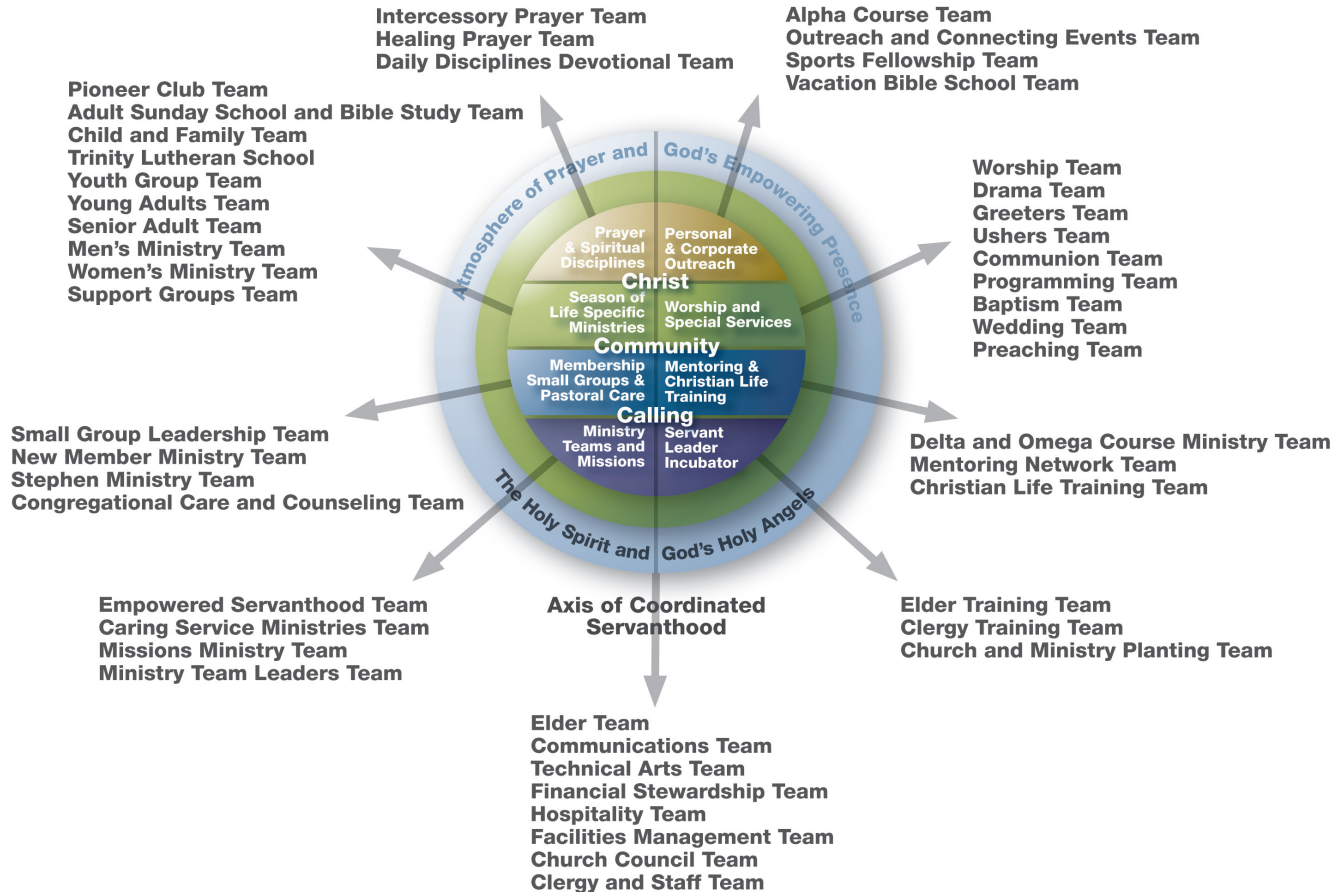 Intercessory Prayer Team
Healing Prayer Team
Daily Disciplines Devotional Team
Alpha Course Team
Outreach and Connecting Events Team
Sports Fellowship Team
Vacation Bible School Team
Pioneer Club Team
Adult Sunday School and Bible Study Team
Child and Family Team
Trinity Lutheran School
Youth Group Team
Young Adults Team
Senior Adult Team
Men's Ministry Team
Women's Ministry Team
Support Groups Team
Worship Team
Drama Team
Greeters Team
Ushers Team
Communion Team
Programming Team
Baptism Team
Wedding Team
Preaching Team
Atmosphere of Prayer and
God's Empowering Presence
Prayer
& Spiritual
Disciplines
Personal
& Corporate
Outreach
Christ
Season of
Life Specific
Ministries
Worship and
Special Services
Community
Membership
Small Groups &
Pastoral Care
Mentoring &
Christian Life
Training
Calling
Ministry
Teams and
Missions
Servant
Leader
Incubator
The Holy Spirit and
God's Holy Angels
Small Group Leadership Team
New Member Ministry Team
Stephen Ministry Team
Congregational Care and Counseling Team
Delta and Omega Course Ministry Team
Mentoring Network Team
Christian Life Training Team
Empowered Servanthood Team
Caring Service Ministries Team
Missions Ministry Team
Ministry Team Leaders Team
Axis of Coordinated
Servanthood
Elder Training Team
Clergy Training Team
Church and Ministry Planting Team
Elder Team
Communications Team
Technical Arts Team
Financial Stewardship Team
Hospitality Team
Facilities Management Team
Church Council Team
Clergy and Staff Team